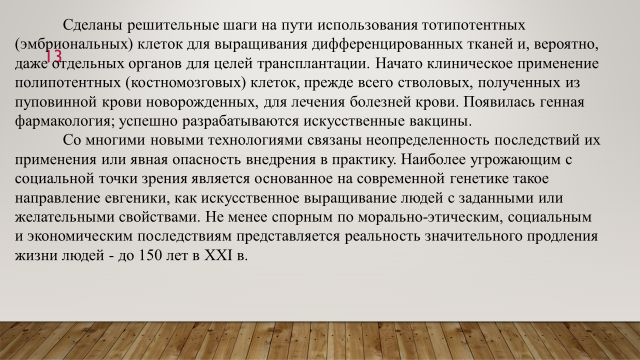 Сделаны решительные шаги на пути использования тотипотентных
(эмбриональных) клеток для выращивания дифференцированных тканей и, вероятно,
13
даже отдельных органов для целей трансплантации. Начато клиническое применение
полипотентных (костномозговых) клеток, прежде всего стволовых, полученных из
пуповинной крови новорожденных, для лечения болезней крови. Появилась генная
фармакология; успешно разрабатываются искусственные вакцины.
Со многими новыми технологиями связаны неопределенность последствий их
применения или явная опасность внедрения в практику. Наиболее угрожающим с
социальной точки зрения является основанное на современной генетике такое
направление евгеники, как искусственное выращивание людей с заданными или
желательными свойствами. Не менее спорным по морально-этическим, социальным
и экономическим последствиям представляется реальность значительного продления
жизни людей - до 150 лет в XXI в.